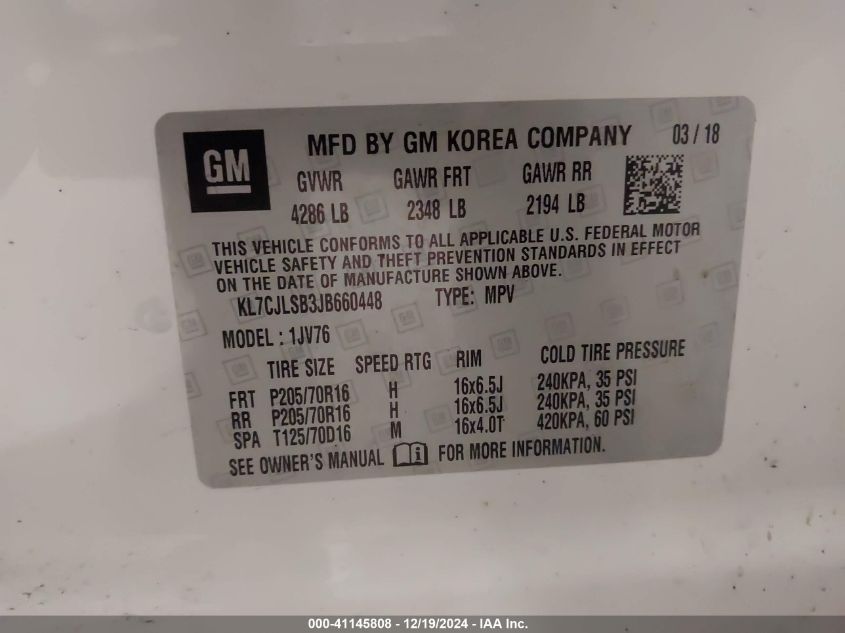 GM
MFD BY GM KOREA COMPANY 03 / 18
GVWR GAWR FRT GAWR RR
4286 LB 2348 LB 2194 LB
THIS VEHICLE CONFORMS TO ALL APPLICABLE U.S. FEDERAL MOTOR
VEHICLE SAFETY AND THEFT PREVENTION STANDARDS IN EFFECT
ON THE DATE OF MANUFACTURE SHOWN ABOVE.
KL7CJLSB3JB660448 TYPE: MPV
MODEL : 1JV76
TIRE SIZE SPEED RTG RIM COLD TIRE PRESSURE
FRT P205/70R16 H 16x6.5J 240KPA, 35 PSI
RR P205/70R16 H 16x6.5J 240KPA, 35 PSI
SPA T125/70D16 M 16x4.0T 420KPA, 60 PSI
SEE OWNER'S MANUAL FOR MORE INFORMATION.
000-41145808 - 12/19/2024 - IAA Inc.